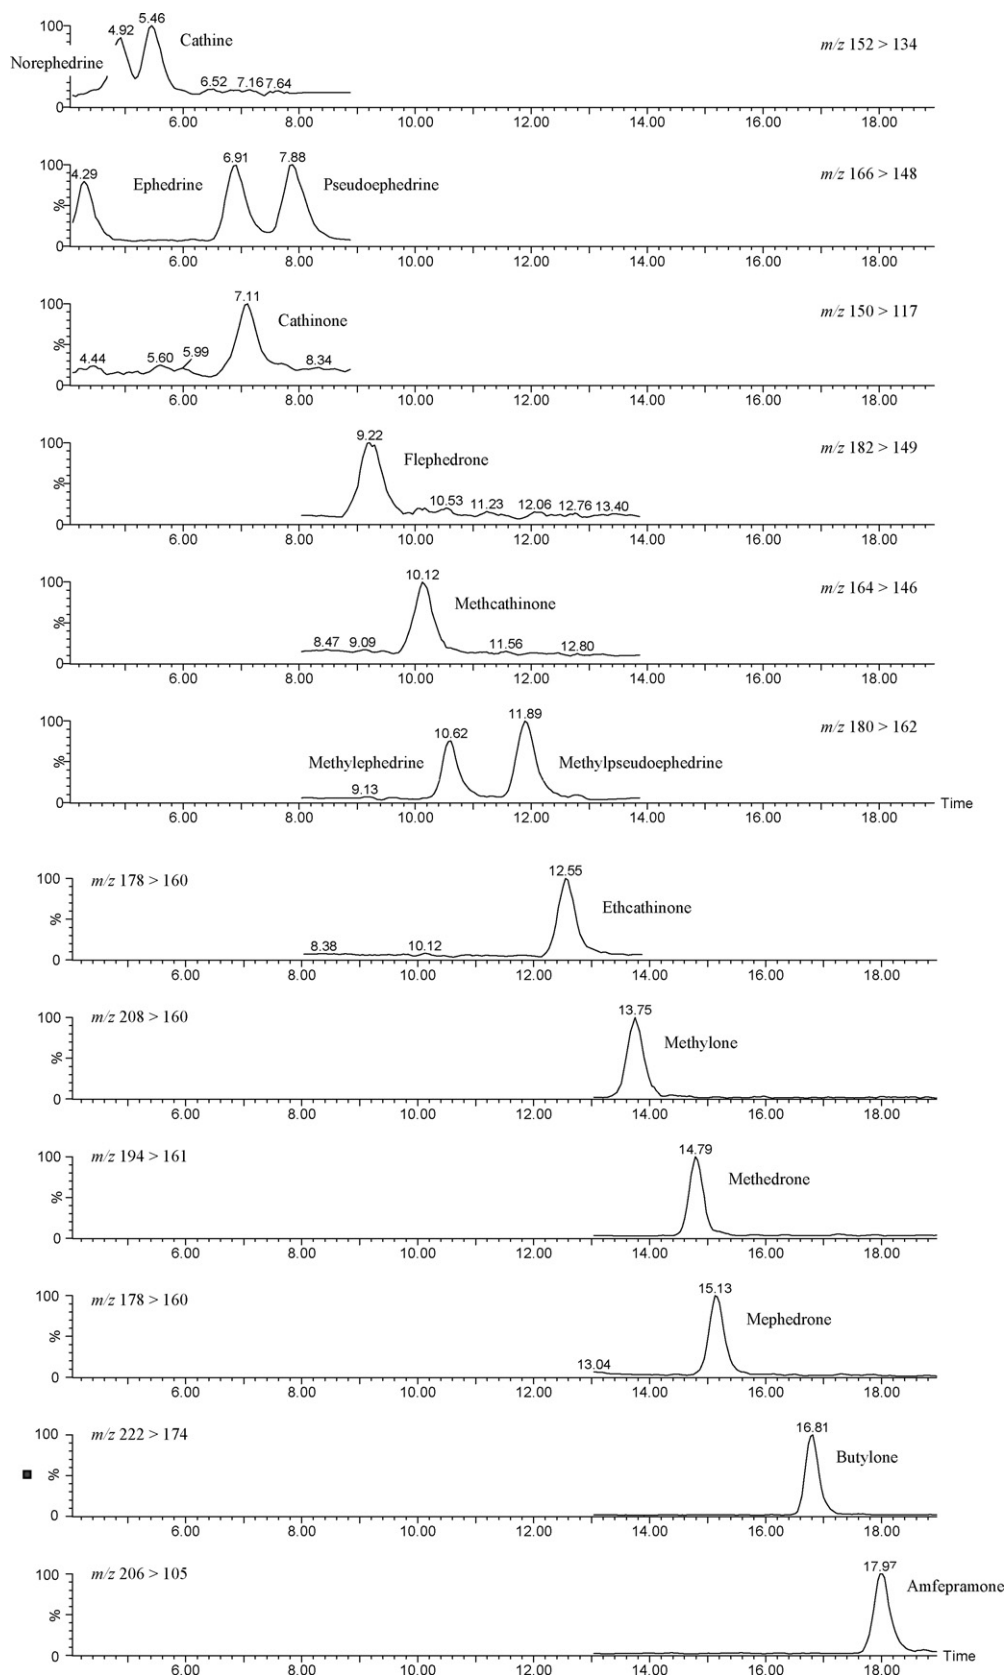 100
4.92
5.46
Cathine
m/z 152 > 134
Norephedrine
6.52
7.16
7.64
0
6.00 8.00 10.00 12.00 14.00 16.00 18.00
100
4.29
Ephedrine
6.91
7.88
Pseudoephedrine
m/z 166 > 148
%
0
6.00 8.00 10.00 12.00 14.00 16.00 18.00
100
7.11
Cathinone
m/z 150 > 117
%
4.44
5.60
5.99
8.34
0
6.00 8.00 10.00 12.00 14.00 16.00 18.00
100
9.22
Flephedrone
m/z 182 > 149
%
10.53
11.23
12.06
12.76
13.40
0
6.00 8.00 10.00 12.00 14.00 16.00 18.00
100
10.12
Methcathinone
m/z 164 > 146
%
8.47
9.09
11.56
12.80
0
6.00 8.00 10.00 12.00 14.00 16.00 18.00
100
10.62
11.89
m/z 180 > 162
Methylephedrine
Methylpseudoephedrine
%
9.13
0
Time
6.00 8.00 10.00 12.00 14.00 16.00 18.00
100
m/z 178 > 160
12.55
Ethcathinone
%
8.38
10.12
0
6.00 8.00 10.00 12.00 14.00 16.00 18.00
100
m/z 208 > 160
13.75
Methylone
%
0
6.00 8.00 10.00 12.00 14.00 16.00 18.00
100
m/z 194 > 161
14.79
Methedrone
%
0
6.00 8.00 10.00 12.00 14.00 16.00 18.00
100
m/z 178 > 160
15.13
Mephedrone
%
13.04
0
6.00 8.00 10.00 12.00 14.00 16.00 18.00
100
m/z 222 > 174
16.81
Butylone
%
0
6.00 8.00 10.00 12.00 14.00 16.00 18.00
100
m/z 206 > 105
17.97
Amfepramone
%
0
Time
6.00 8.00 10.00 12.00 14.00 16.00 18.00